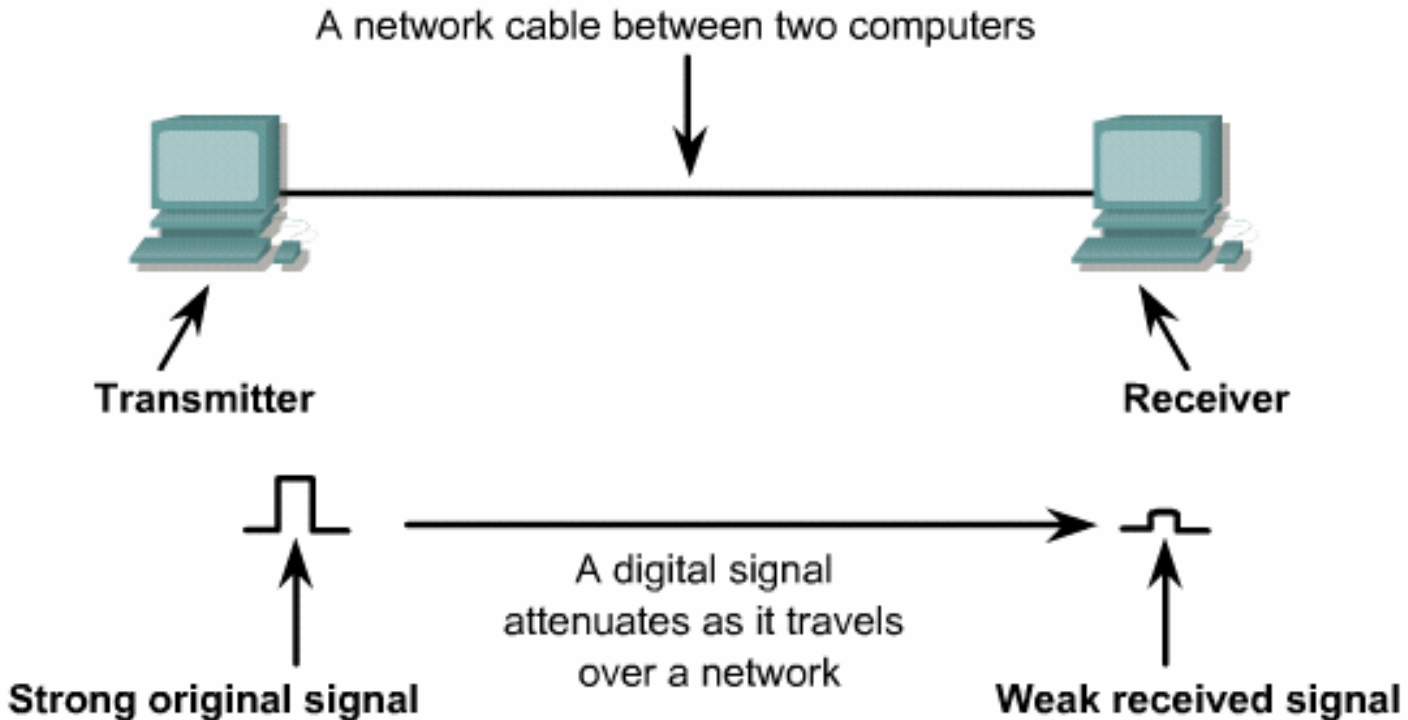 A network cable between two computers
Transmitter
Receiver
A digital signal
attenuates as it travels
over a network
Strong original signal
Weak received signal